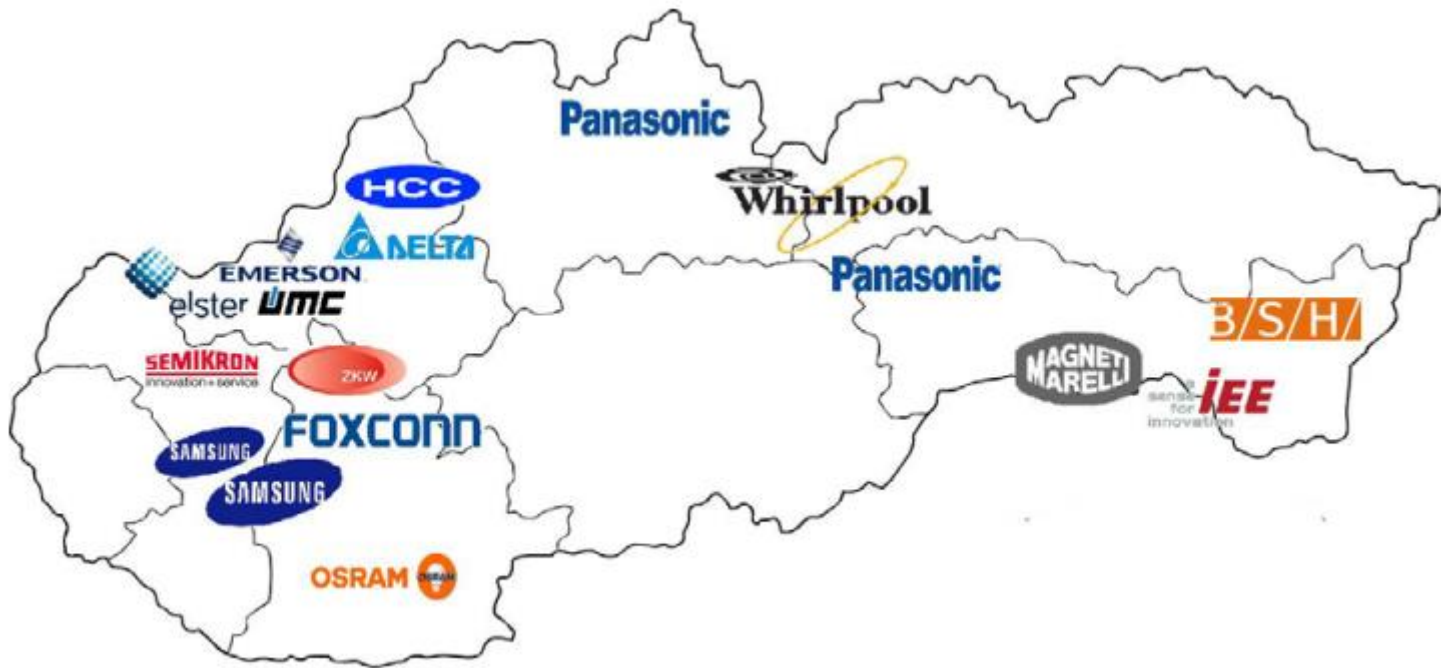 Panasonic
HCC
Whirlpool
DELTA
EMERSON
Panasonic
elster
UMC
B/S/H/
SEMIKRON
innovation+service
ZKW
MAGNETI
MARELLI
iee
sense
for
innovation
FOXCONN
SAMSUNG
SAMSUNG
OSRAM
OSRAM